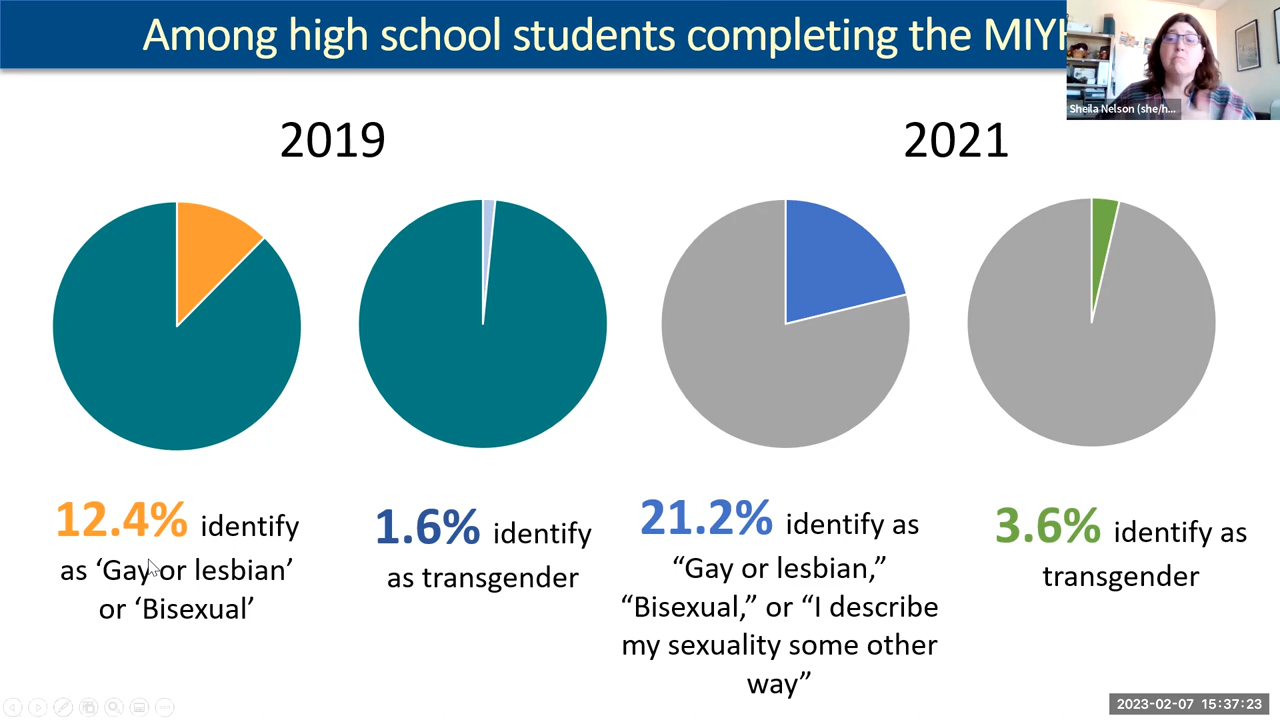 Among high school students completing the
Sheila Nelson (she/h...
2019
2021
12.4% identify
as ‘Gay or lesbian’
or ‘Bisexual’
1.6% identify
as transgender
21.2% identify as
“Gay or lesbian,”
“Bisexual,” or “I describe
my sexuality some other
way”
3.6% identify as
transgender
2023-02-07 15:37:23